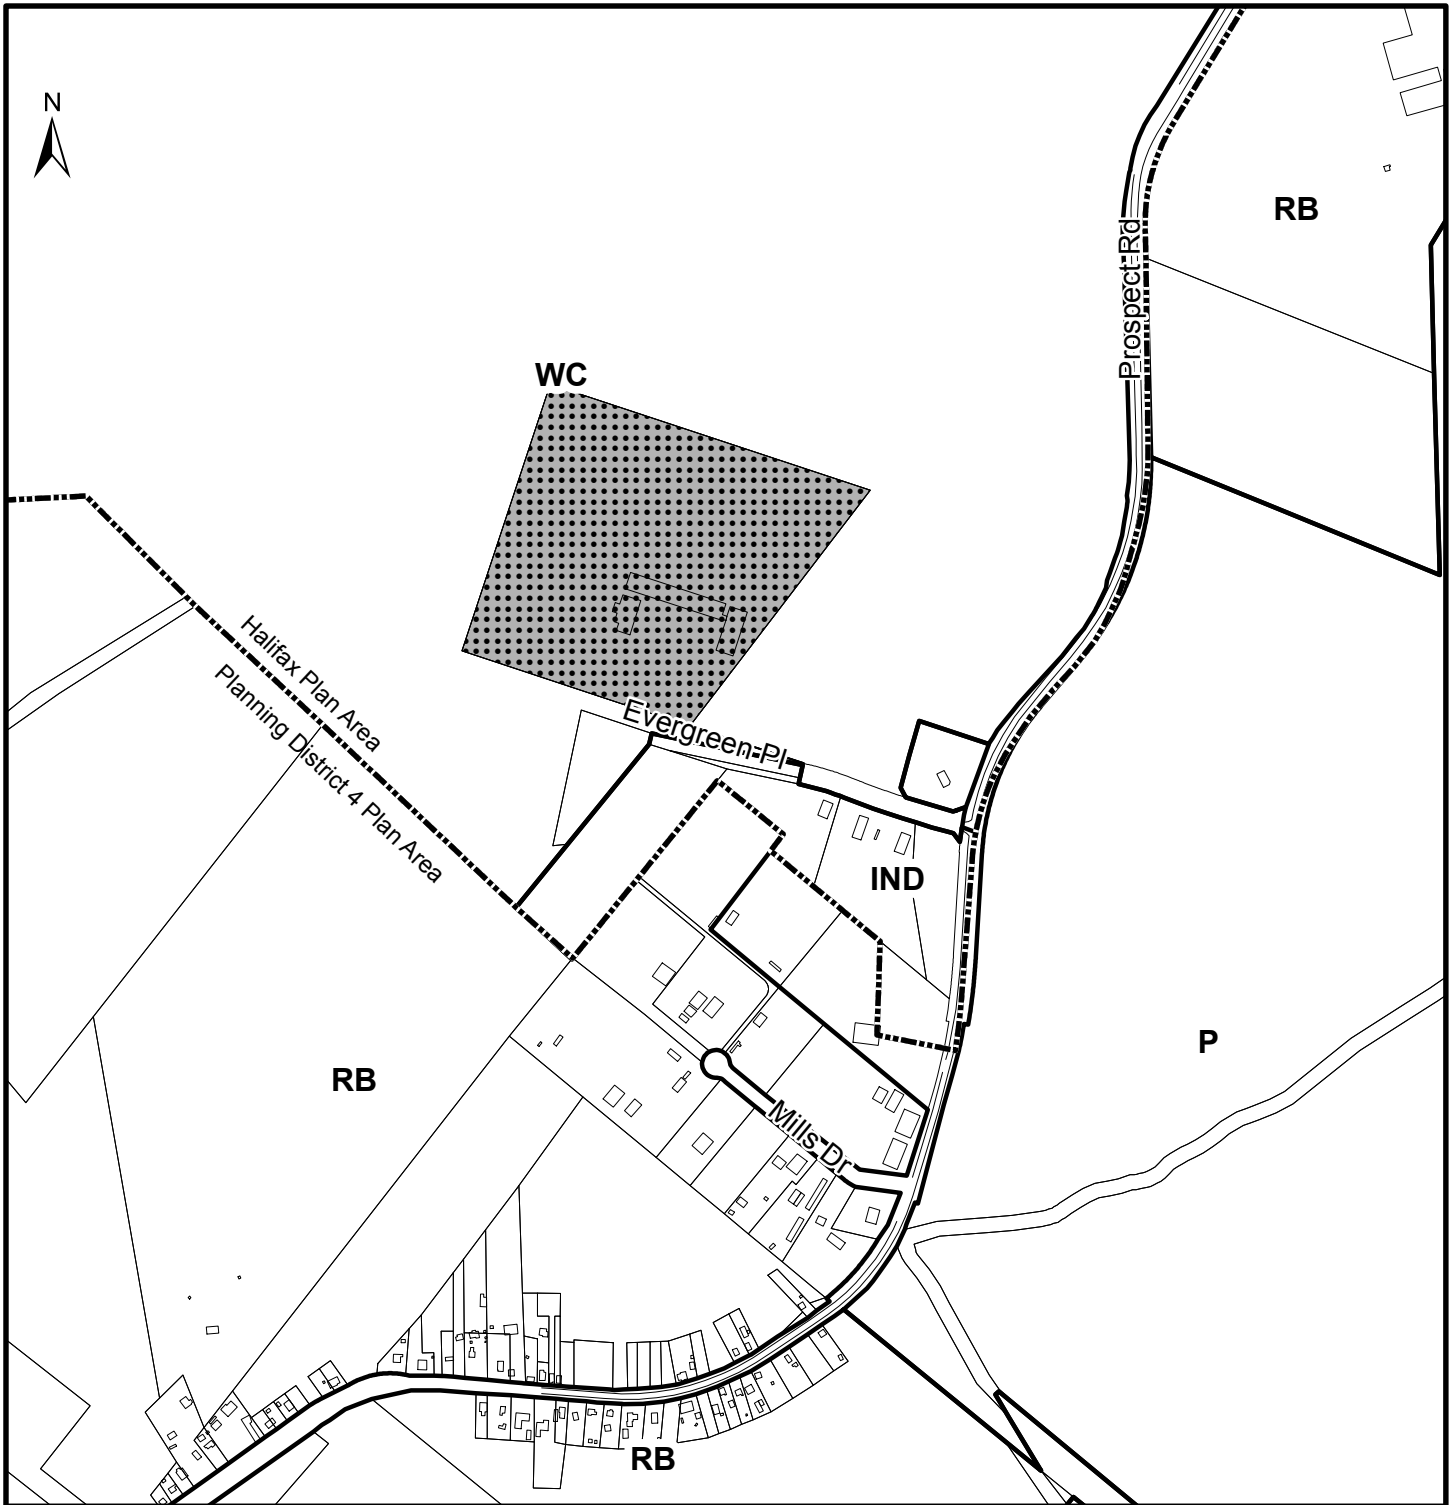 N
RB
Prospect Rd
WC
Halifax Plan Area
Planning District 4 Plan Area
Evergreen Pl
IND
P
RB
Mills Dr
RB